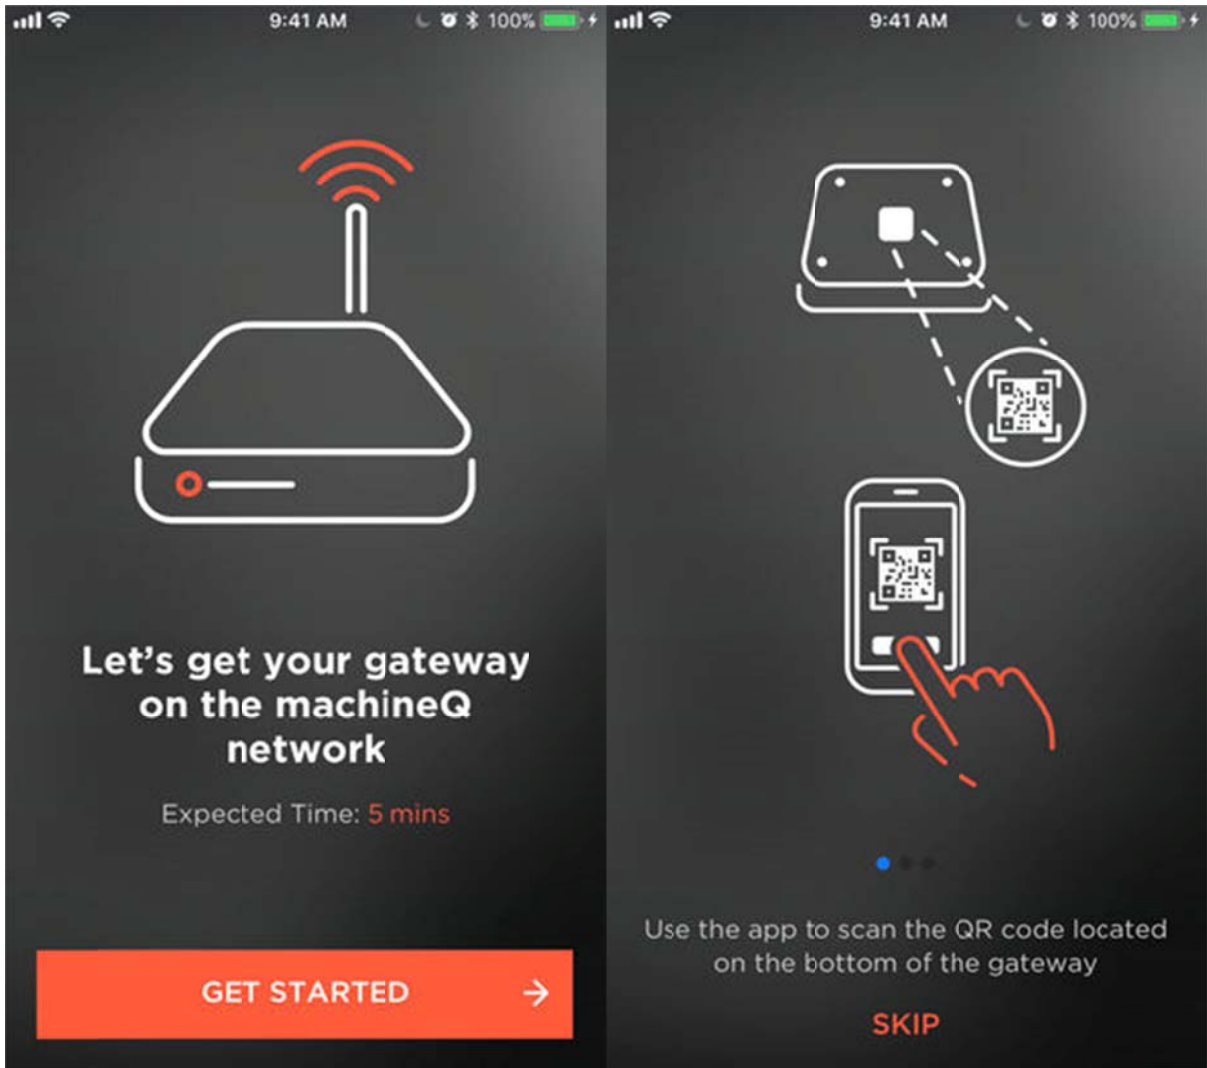 9:41 AM
100%
Let's get your gateway
on the machineQ
network
Expected Time: 5 mins
GET STARTED
9:41 AM
100%
Use the app to scan the QR code located
on the bottom of the gateway
SKIP